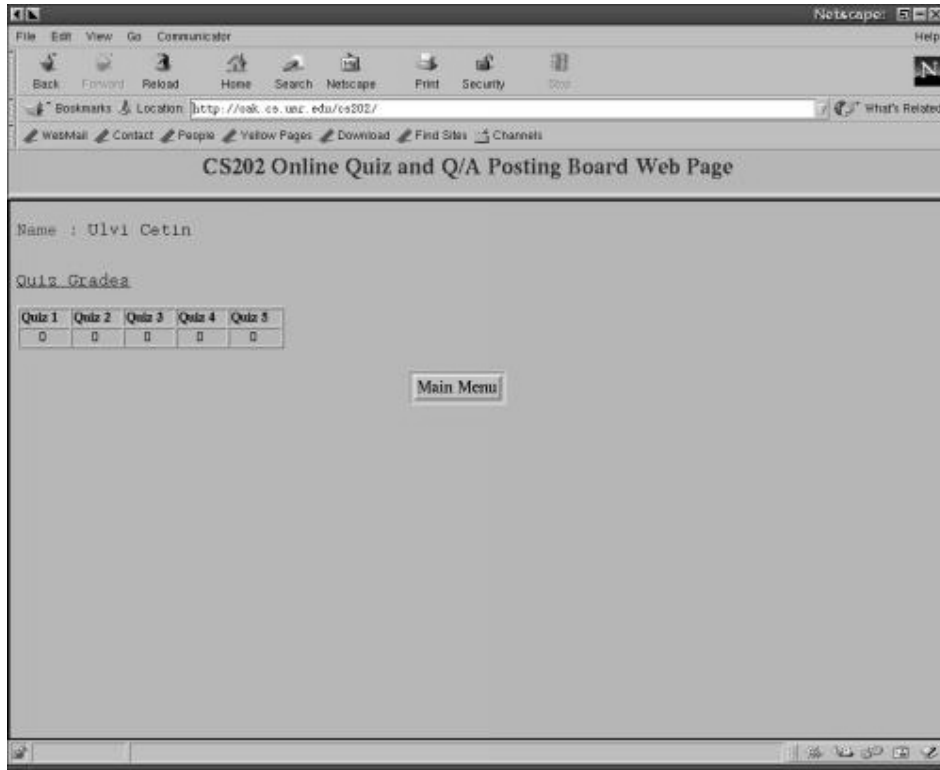 Netscape:
File Edit View Go Communicator Help
Back Forward Reload Home Search Netscape Print Security Stop
Bookmarks Location: http://oak.cs.unr.edu/cs202/ What's Related
WebMail Contact People Yellow Pages Download Find Sites Channels
CS202 Online Quiz and Q/A Posting Board Web Page
Name : Ulvi Cetin
Quiz Grades
Quiz 1 Quiz 2 Quiz 3 Quiz 4 Quiz 5
0 0 0 0 0
Main Menu